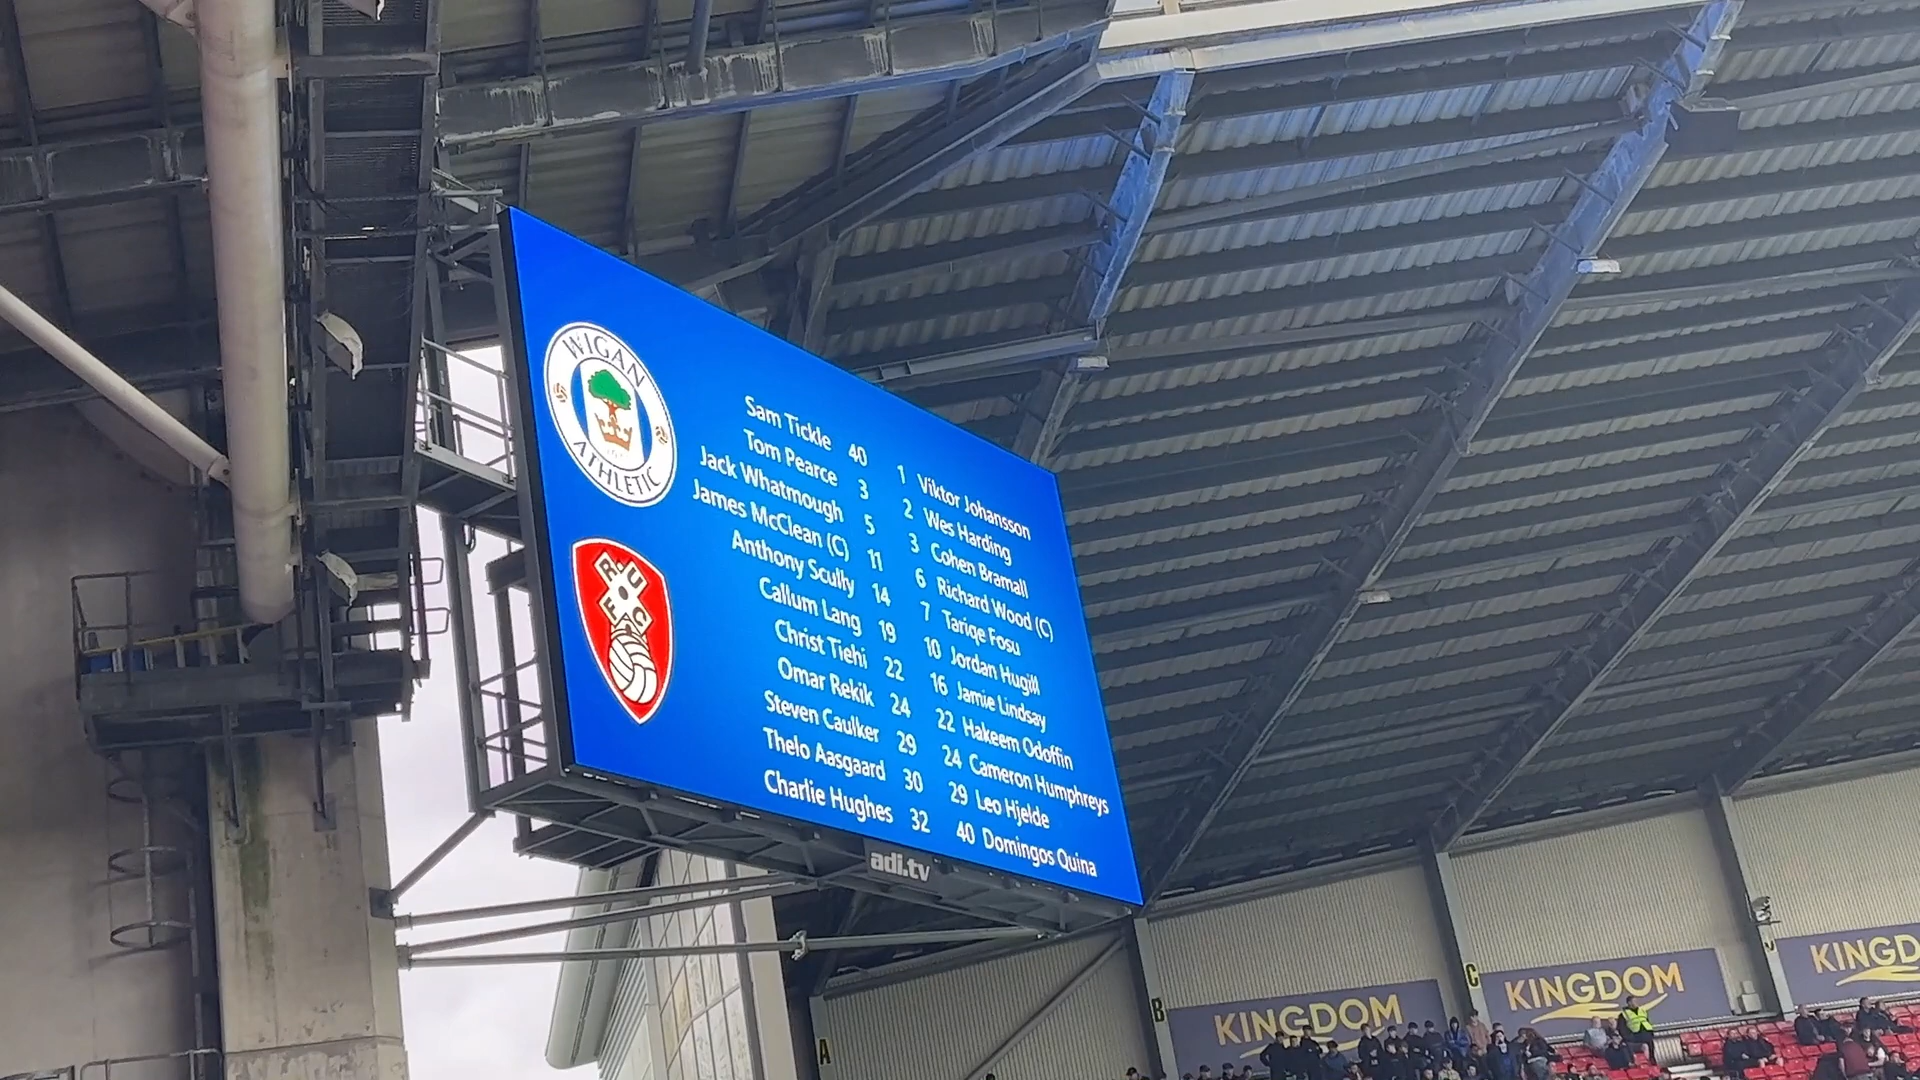 WIGAN
ATHLETIC
R U
F C
Sam Tickle 40
Tom Pearce 3
Jack Whatmough 5
James McClean (C) 11
Anthony Scully 14
Callum Lang 19
Christ Tiehi 22
Omar Rekik 24
Steven Caulker 29
Thelo Aasgaard 30
Charlie Hughes 32
1 Viktor Johansson
2 Wes Harding
3 Cohen Bramall
6 Richard Wood (C)
7 Tariqe Fosu
10 Jordan Hugill
16 Jamie Lindsay
22 Hakeem Odoffin
24 Cameron Humphreys
29 Leo Hjelde
40 Domingos Quina
adi.tv
A
B
KINGDOM
C
KINGDOM
KINGD